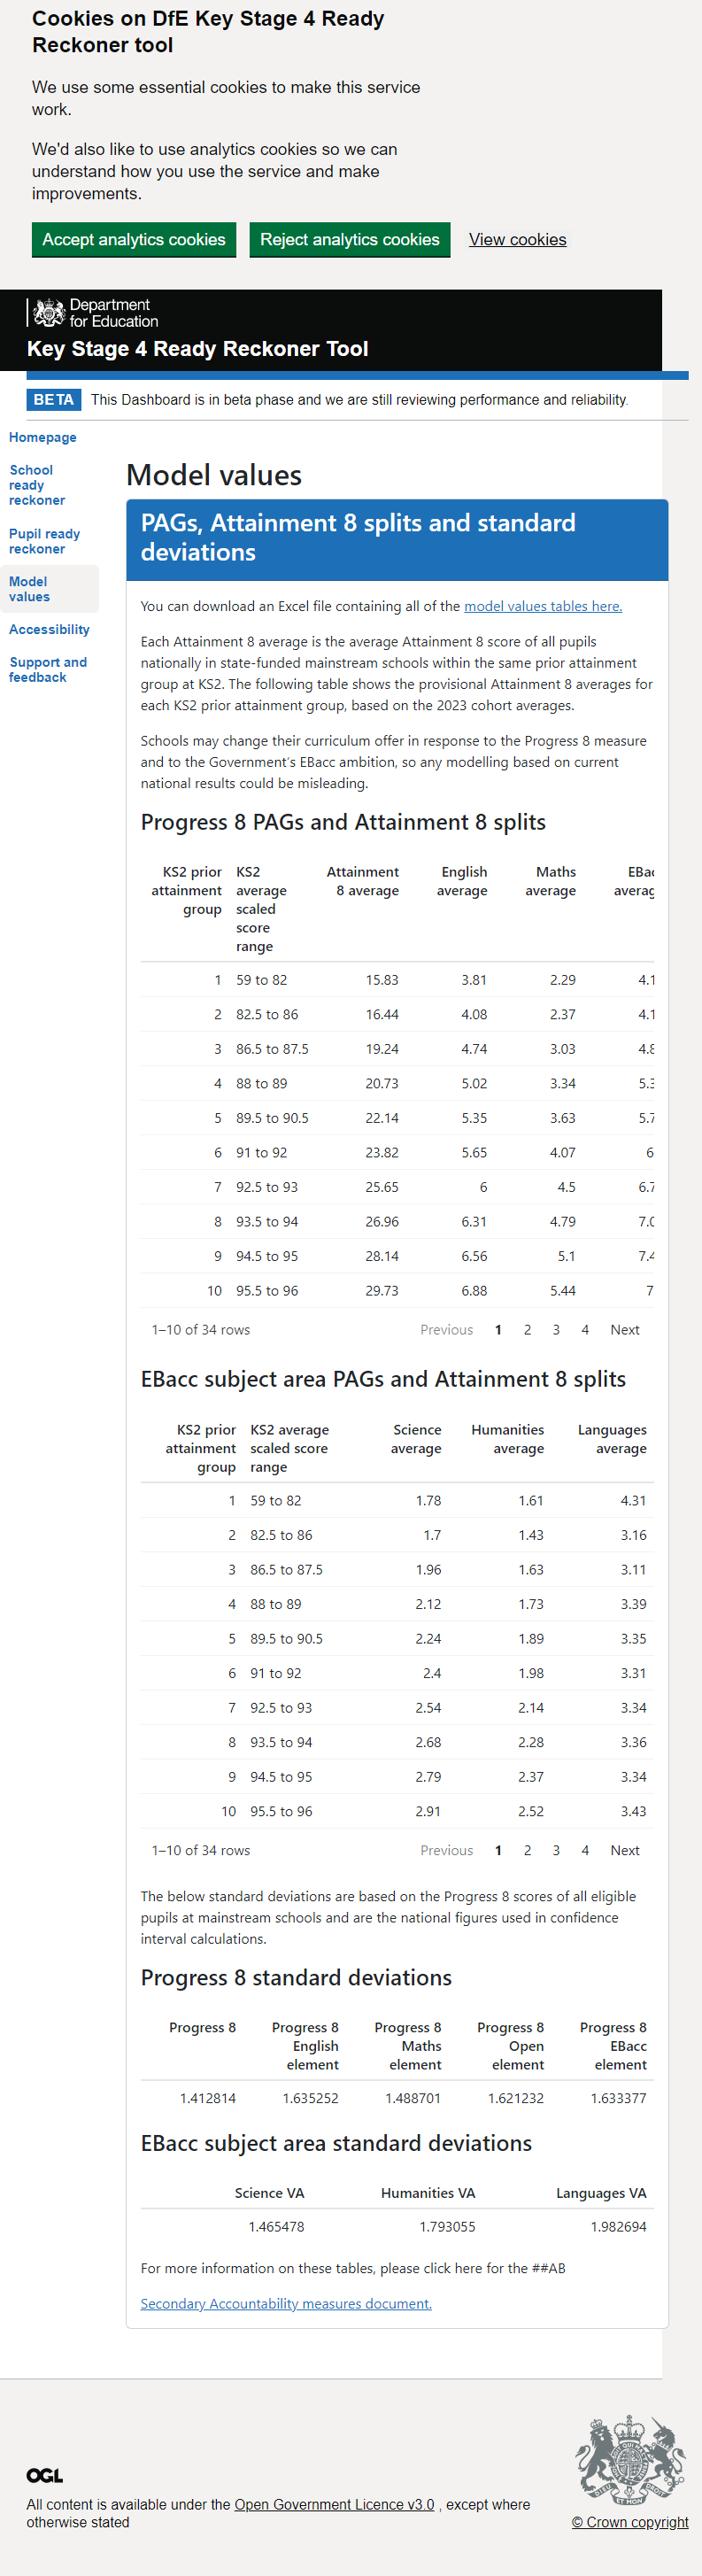 Cookies on DfE Key Stage 4 Ready
Reckoner tool
We use some essential cookies to make this service
work.
We'd also like to use analytics cookies so we can
understand how you use the service and make
improvements.
Accept analytics cookies Reject analytics cookies View cookies
Department
for Education
Key Stage 4 Ready Reckoner Tool
BETA This Dashboard is in beta phase and we are still reviewing performance and reliability.
Homepage
School
ready
reckoner
Pupil ready
reckoner
Model
values
Accessibility
Support and
feedback
Model values
PAGs, Attainment 8 splits and standard
deviations
You can download an Excel file containing all of the model values tables here.
Each Attainment 8 average is the average Attainment 8 score of all pupils
nationally in state-funded mainstream schools within the same prior attainment
group at KS2. The following table shows the provisional Attainment 8 averages for
each KS2 prior attainment group, based on the 2023 cohort averages.
Schools may change their curriculum offer in response to the Progress 8 measure
and to the Government's EBacc ambition, so any modelling based on current
national results could be misleading.
Progress 8 PAGs and Attainment 8 splits
KS2 prior KS2 Attainment English Maths EBac
attainment average 8 average average average averag
group scaled
score
range
1 59 to 82 15.83 3.81 2.29 4.1
2 82.5 to 86 16.44 4.08 2.37 4.1
3 86.5 to 87.5 19.24 4.74 3.03 4.8
4 88 to 89 20.73 5.02 3.34 5.3
5 89.5 to 90.5 22.14 5.35 3.63 5.7
6 91 to 92 23.82 5.65 4.07 6
7 92.5 to 93 25.65 6 4.5 6.7
8 93.5 to 94 26.96 6.31 4.79 7.0
9 94.5 to 95 28.14 6.56 5.1 7.4
10 95.5 to 96 29.73 6.88 5.44 7
1–10 of 34 rows Previous 1 2 3 4 Next
EBacc subject area PAGs and Attainment 8 splits
KS2 prior KS2 average Science Humanities Languages
attainment scaled score average average average
group range
1 59 to 82 1.78 1.61 4.31
2 82.5 to 86 1.7 1.43 3.16
3 86.5 to 87.5 1.96 1.63 3.11
4 88 to 89 2.12 1.73 3.39
5 89.5 to 90.5 2.24 1.89 3.35
6 91 to 92 2.4 1.98 3.31
7 92.5 to 93 2.54 2.14 3.34
8 93.5 to 94 2.68 2.28 3.36
9 94.5 to 95 2.79 2.37 3.34
10 95.5 to 96 2.91 2.52 3.43
1–10 of 34 rows Previous 1 2 3 4 Next
The below standard deviations are based on the Progress 8 scores of all eligible
pupils at mainstream schools and are the national figures used in confidence
interval calculations.
Progress 8 standard deviations
Progress 8 Progress 8 Progress 8 Progress 8 Progress 8
English Maths Open EBacc
element element element element
1.412814 1.635252 1.488701 1.621232 1.633377
EBacc subject area standard deviations
Science VA Humanities VA Languages VA
1.465478 1.793055 1.982694
For more information on these tables, please click here for the ##AB
Secondary Accountability measures document.
OGL
All content is available under the Open Government Licence v3.0 , except where
otherwise stated
© Crown copyright